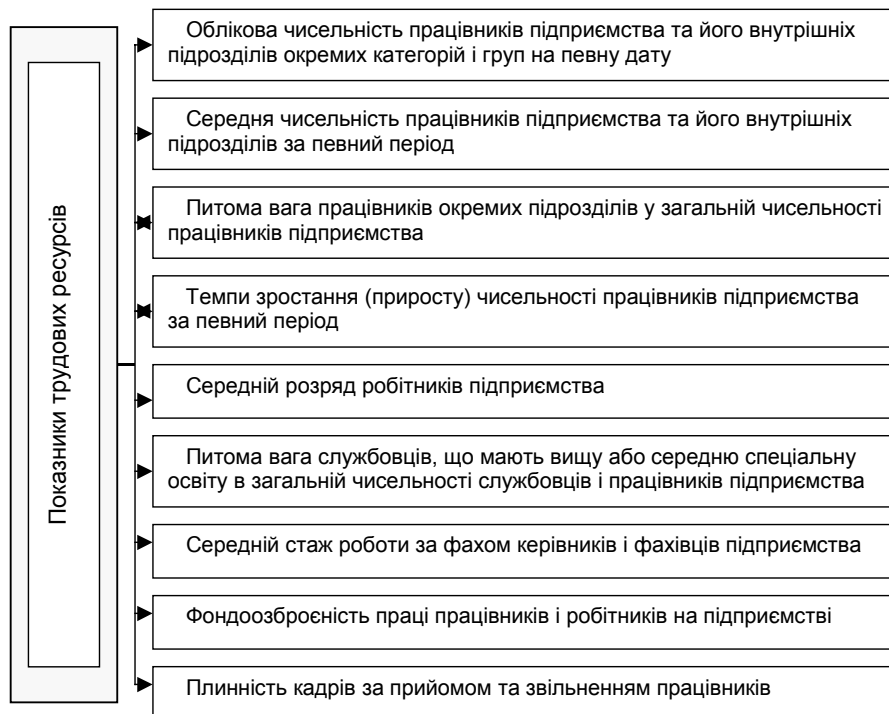 Показники трудових ресурсів
Облікова чисельність працівників підприємства та його внутрішніх
підрозділів окремих категорій і груп на певну дату
Середня чисельність працівників підприємства та його внутрішніх
підрозділів за певний період
Питома вага працівників окремих підрозділів у загальній чисельності
працівників підприємства
Темпи зростання (приросту) чисельності працівників підприємства
за певний період
Середній розряд робітників підприємства
Питома вага службовців, що мають вищу або середню спеціальну
освіту в загальній чисельності службовців і працівників підприємства
Середній стаж роботи за фахом керівників і фахівців підприємства
Фондоозброєність праці працівників і робітників на підприємстві
Плинність кадрів за прийомом та звільненням працівників